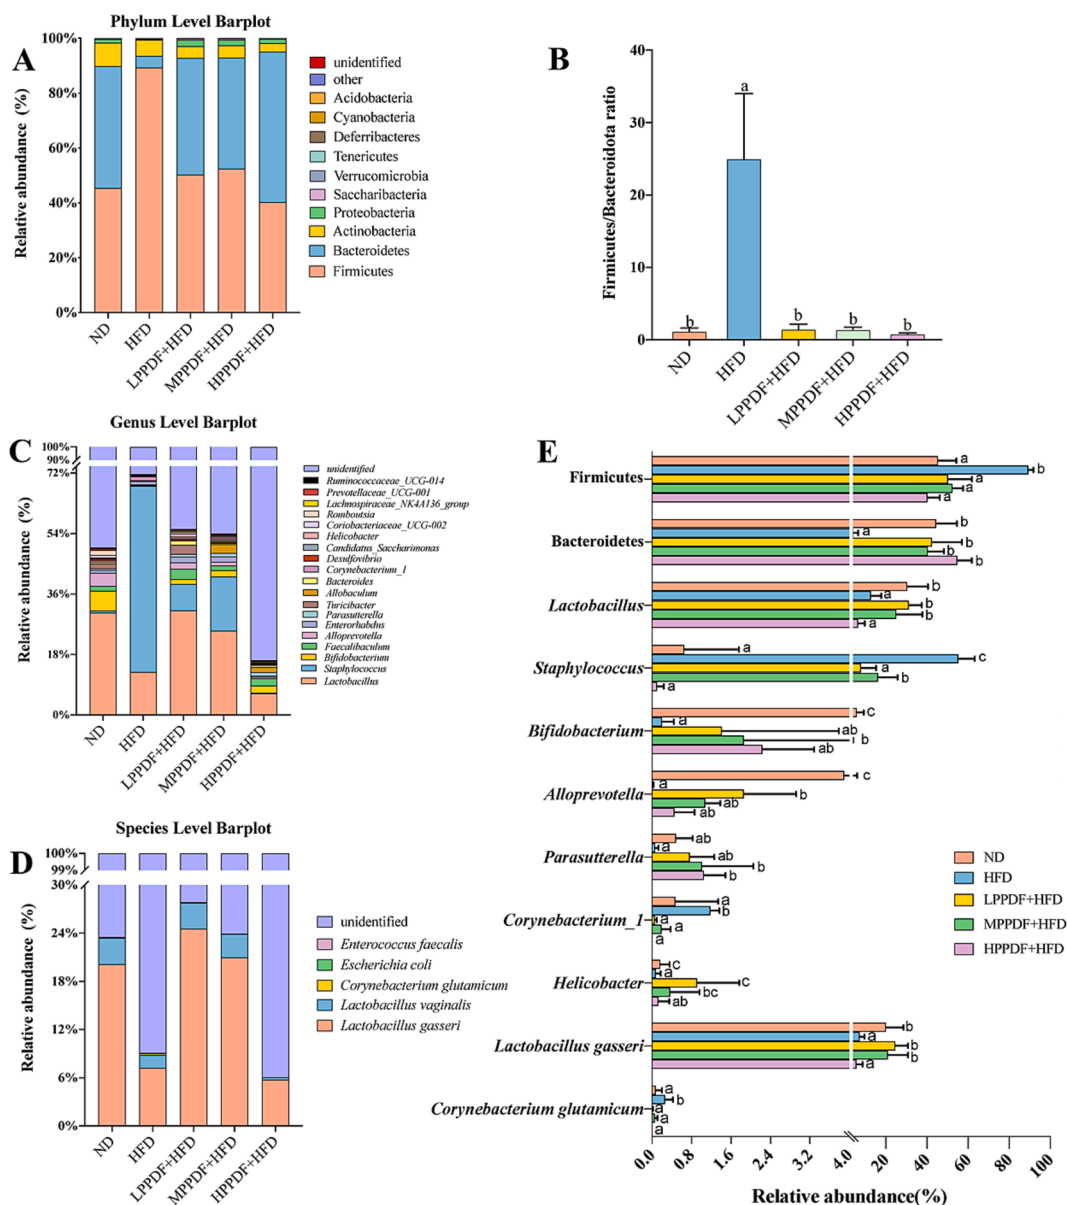 Phylum Level Barplot
A
Relative abundance (%)
100%
80%
60%
40%
20%
0%
ND
HFD
LPPDF+HFD
MPPDF+HFD
HPPDF+HFD
unidentified
other
Acidobacteria
Cyanobacteria
Deferribacteres
Tenericutes
Verrucomicrobia
Saccharibacteria
Proteobacteria
Actinobacteria
Bacteroidetes
Firmicutes
B
Firmicutes/Bacteroidota ratio
40
30
20
10
0
b
a
b
b
b
ND
HFD
LPPDF+HFD
MPPDF+HFD
HPPDF+HFD
Genus Level Barplot
C
Relative abundance (%)
100%
90%
72%
54%
36%
18%
0%
ND
HFD
LPPDF+HFD
MPPDF+HFD
HPPDF+HFD
unidentified
Ruminococcaceae_UCG-014
Prevotellaceae_UCG-001
Lachnospiraceae_NK4A136_group
Romboutsia
Coriobacteriaceae_UCG-002
Helicobacter
Candidatus_Saccharimonas
Desulfovibrio
Corynebacterium_1
Bacteroides
Allobaculum
Turicibacter
Parasutterella
Enterorhabdus
Alloprevotella
Faecalibaculum
Bifidobacterium
Staphylococcus
Lactobacillus
Species Level Barplot
D
Relative abundance (%)
100%
99%
30%
24%
18%
12%
6%
0%
ND
HFD
LPPDF+HFD
MPPDF+HFD
HPPDF+HFD
unidentified
Enterococcus faecalis
Escherichia coli
Corynebacterium glutamicum
Lactobacillus vaginalis
Lactobacillus gasseri
E
Firmicutes
a
b
a
a
a
Bacteroidetes
b
a
b
b
b
Lactobacillus
b
a
b
b
a
Staphylococcus
a
c
a
b
a
Bifidobacterium
c
a
ab
b
ab
Alloprevotella
c
a
b
ab
ab
Parasutterella
ab
a
ab
b
b
Corynebacterium_1
a
b
a
a
a
Helicobacter
c
a
c
bc
ab
Lactobacillus gasseri
b
a
b
b
a
Corynebacterium glutamicum
a
b
a
a
a
ND
HFD
LPPDF+HFD
MPPDF+HFD
HPPDF+HFD
0.0
0.8
1.6
2.4
3.2
4.0
20
40
60
80
100
Relative abundance(%)